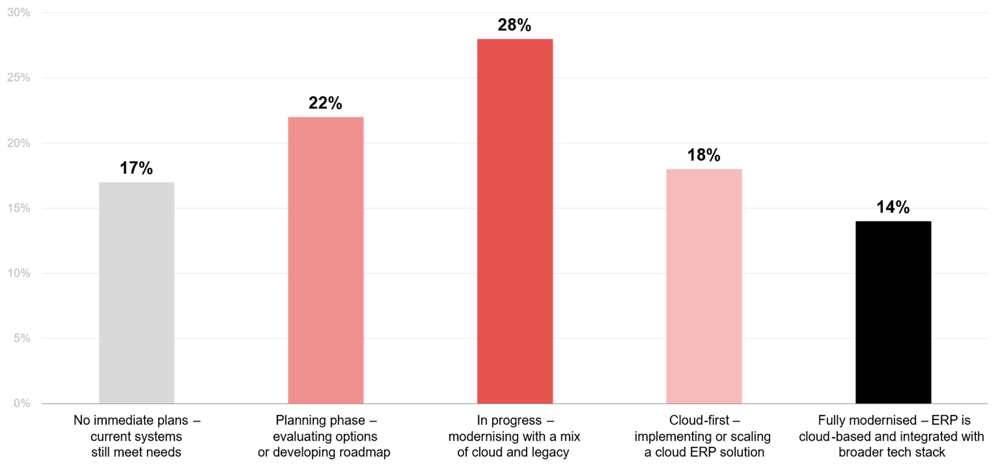 30%
25%
20%
15%
10%
5%
0%
17%
22%
28%
18%
14%
No immediate plans –
current systems
still meet needs
Planning phase –
evaluating options
or developing roadmap
In progress –
modernising with a mix
of cloud and legacy
Cloud-first –
implementing or scaling
a cloud ERP solution
Fully modernised – ERP is
cloud-based and integrated with
broader tech stack